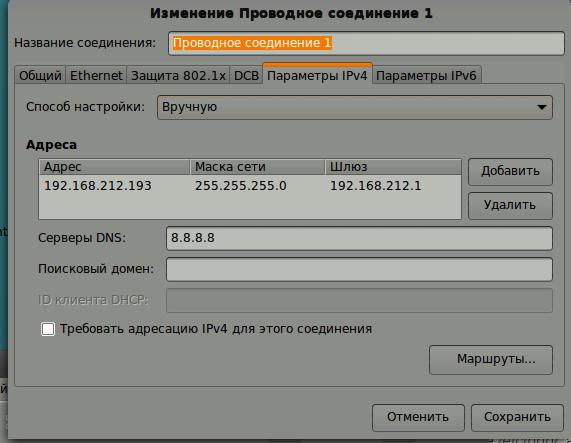 Изменение Проводное соединение 1
Название соединения: Проводное соединение 1
Общий Ethernet Защита 802.1x DCB Параметры IPv4 Параметры IPv6
Способ настройки: Вручную
Адреса
Адрес Маска сети Шлюз
192.168.212.193 255.255.255.0 192.168.212.1
Добавить
Удалить
Серверы DNS: 8.8.8.8
Поисковый домен:
ID клиента DHCP:
Требовать адресацию IPv4 для этого соединения
Маршруты...
Отменить Сохранить